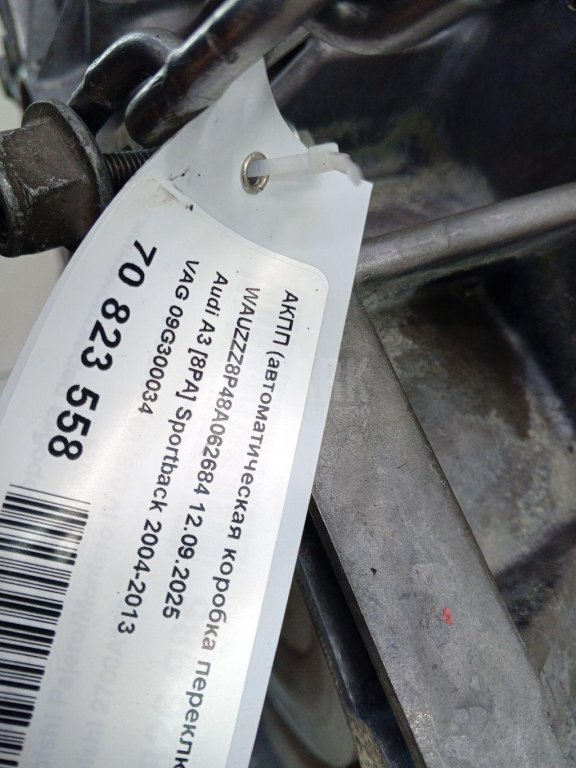 АКПП (автоматическая коробка переклю
WAUZZZ8P48A062684 12.09.2025
Audi A3 [8PA] Sportback 2004-2013
VAG 09G300034
70 823 558